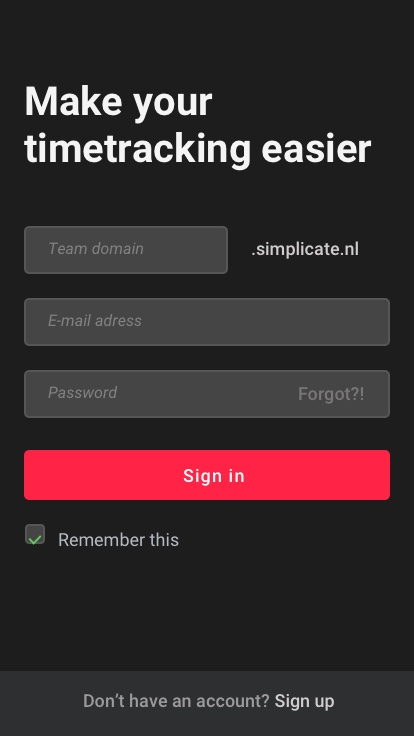 Make your
timetracking easier
Team domain .simplicate.nl
E-mail adress
Password Forgot?!
Sign in
Remember this
Don't have an account? Sign up